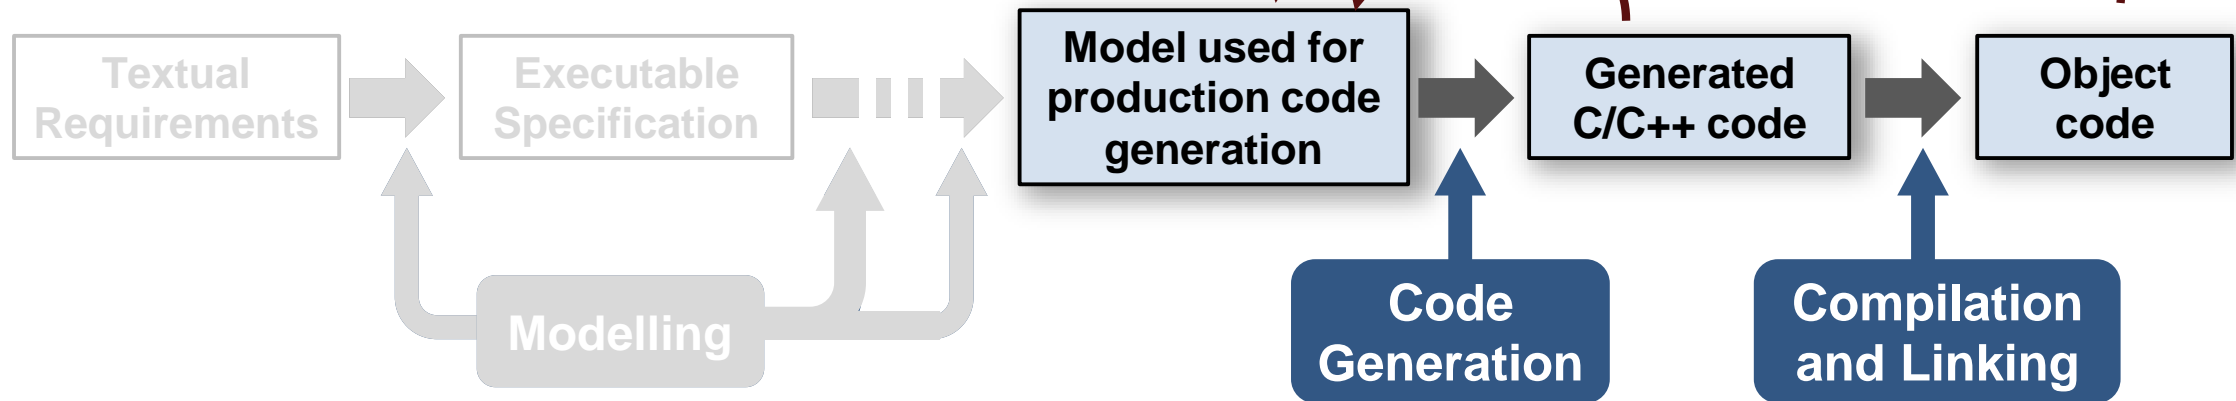 Textual
Requirements
Executable
Specification
Model used for
production code
generation
Generated
C/C++ code
Object
code
Modelling
Code
Generation
Compilation
and Linking